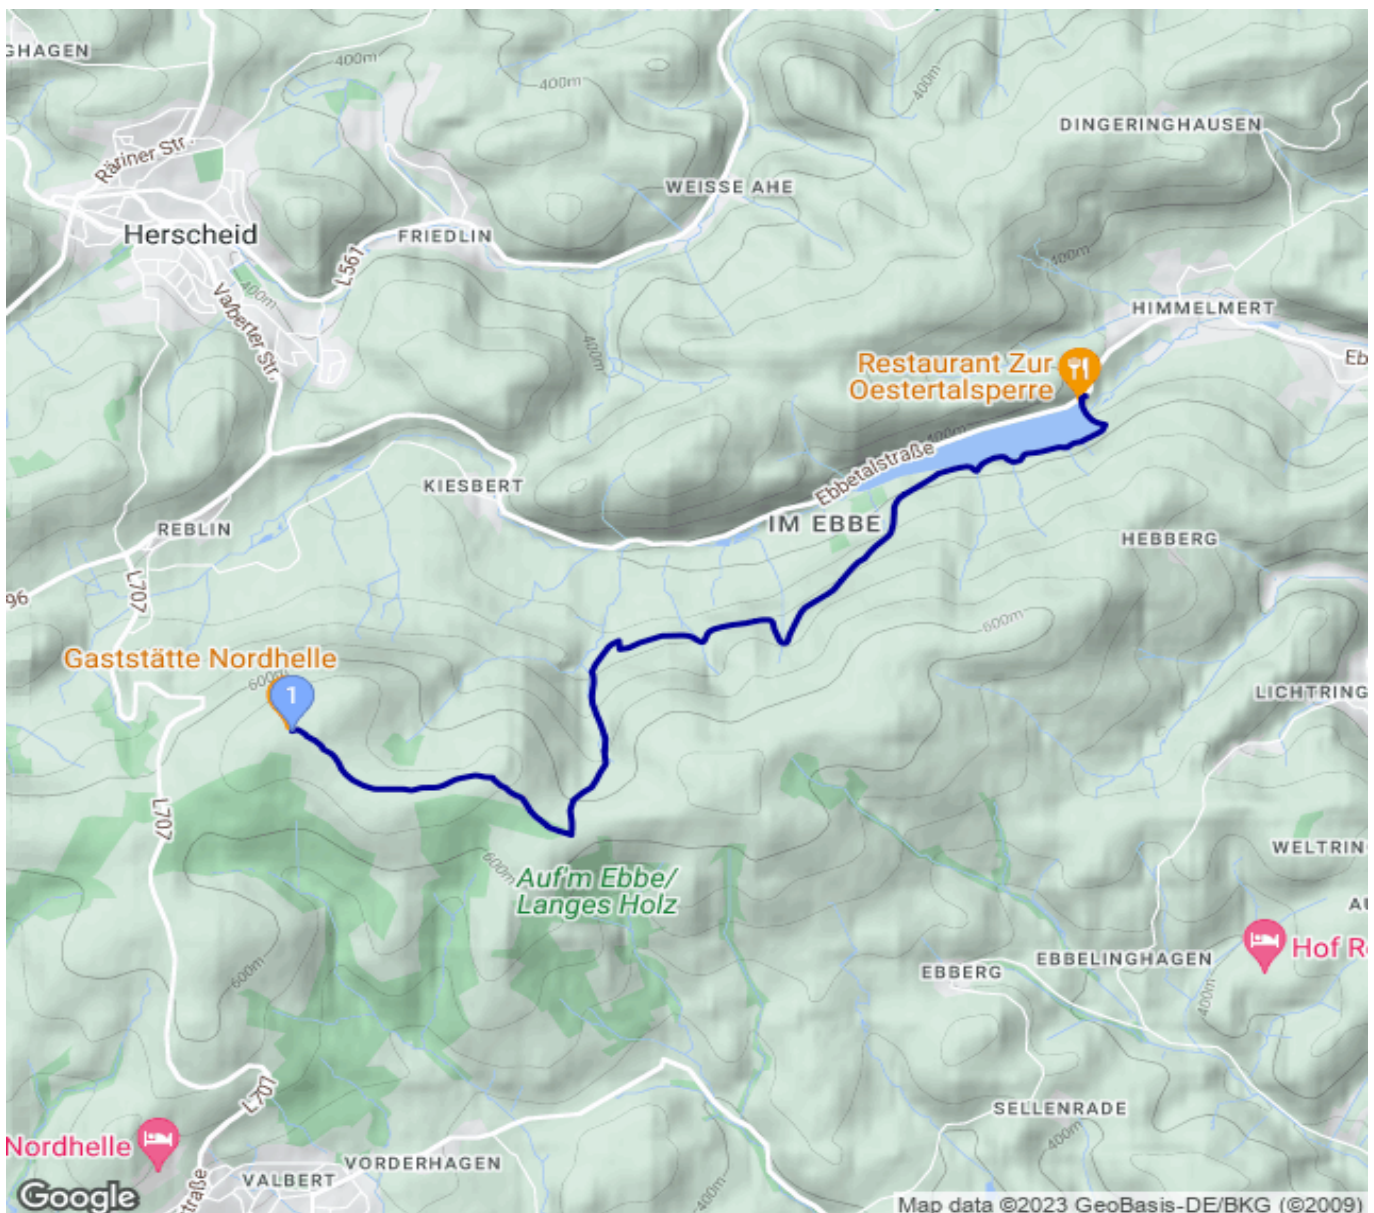 GHAGEN
400m
400m
400m
DINGERINGHAUSEN
Räriner Str.
WEISSE AHE
Herscheid
FRIEDLIN
L561
400m
400m
Valberter Str.
HIMMELMERT
400m
Restaurant Zur
Oestertalsperre
Eb
400m
Ebbetalstraße
KIESBERT
IM EBBE
REBLIN
HEBBERG
L707
96
600m
Gaststätte Nordhelle
600m
1
LICHTRING
L707
WELTRIN
600m
Auf'm Ebbe/
Langes Holz
AU
Hof R
EBBELINGHAGEN
EBBERG
600m
400m
L707
SELLENRADE
400m
Nordhelle
VORDERHAGEN
VALBERT
straße
400m
Google
Map data ©2023 GeoBasis-DE/BKG (©2009)